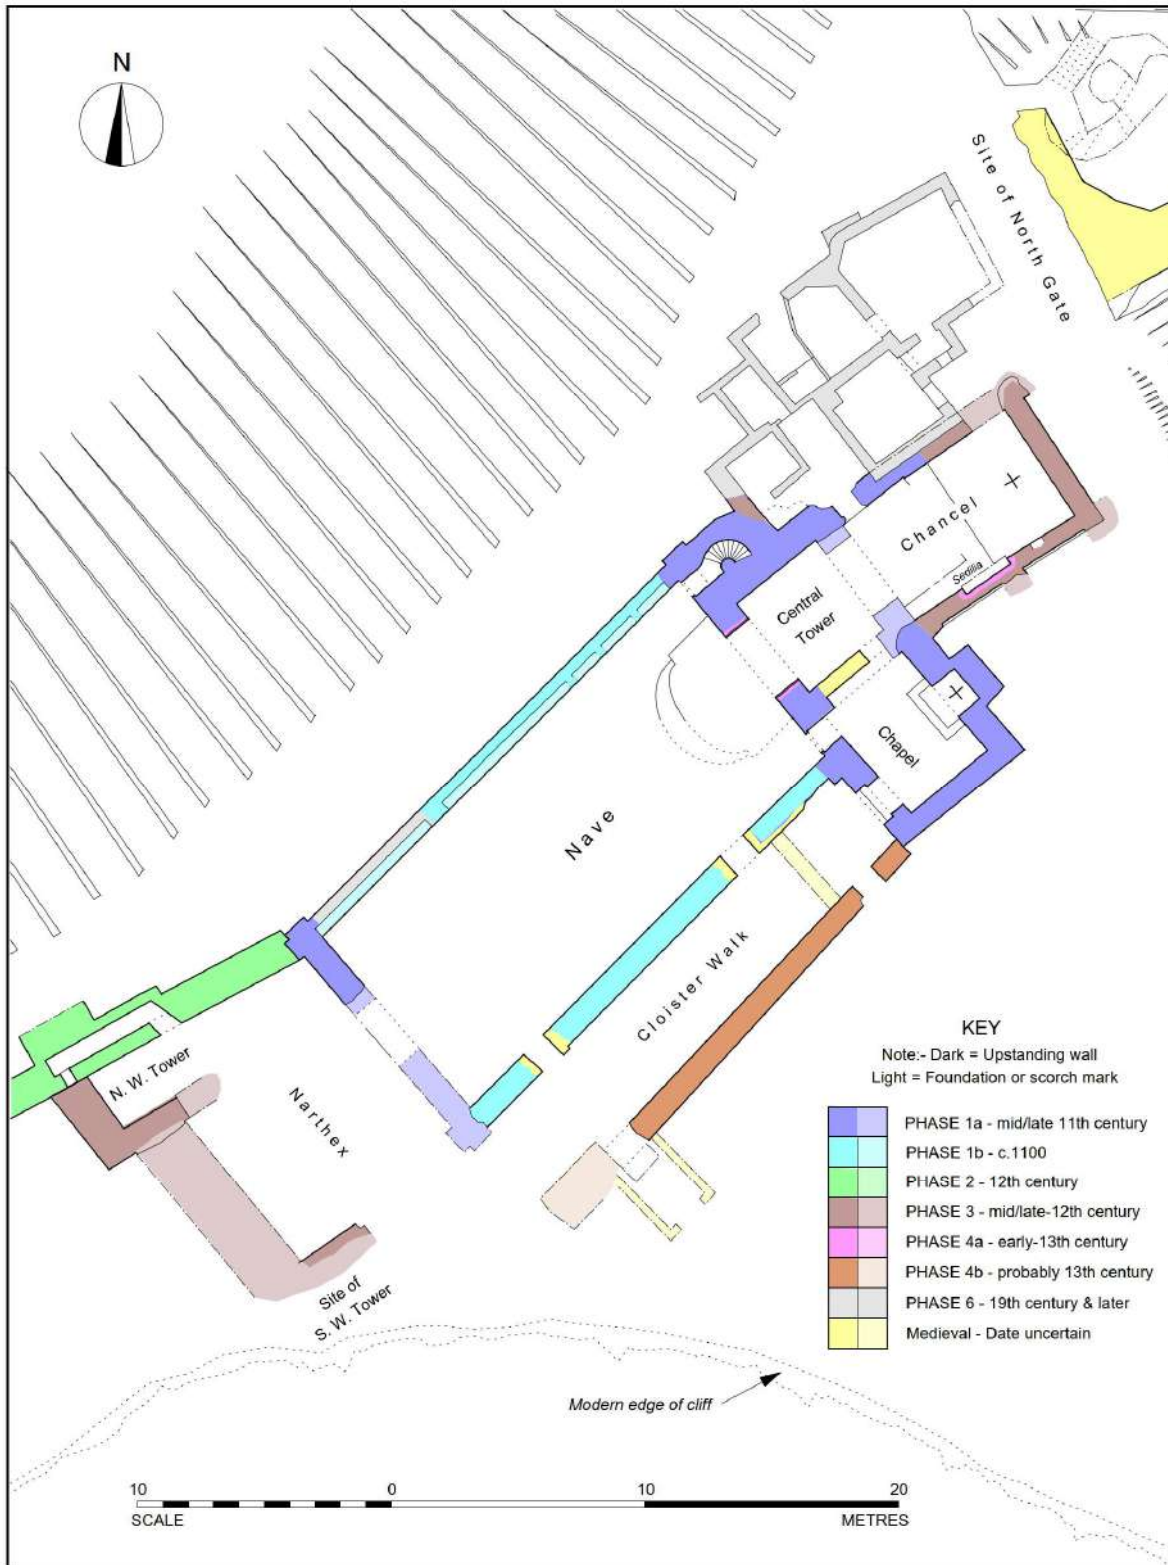 N
Site of North Gate
Chancel
Sedilia
Central
Tower
Chapel
Nave
Cloister Walk
N. W. Tower
Narthex
Site of
S. W. Tower
KEY
Note:- Dark = Upstanding wall
Light = Foundation or scorch mark
PHASE 1a - mid/late 11th century
PHASE 1b - c.1100
PHASE 2 - 12th century
PHASE 3 - mid/late-12th century
PHASE 4a - early-13th century
PHASE 4b - probably 13th century
PHASE 6 - 19th century & later
Medieval - Date uncertain
Modern edge of cliff
10 0 10 20
SCALE METRES